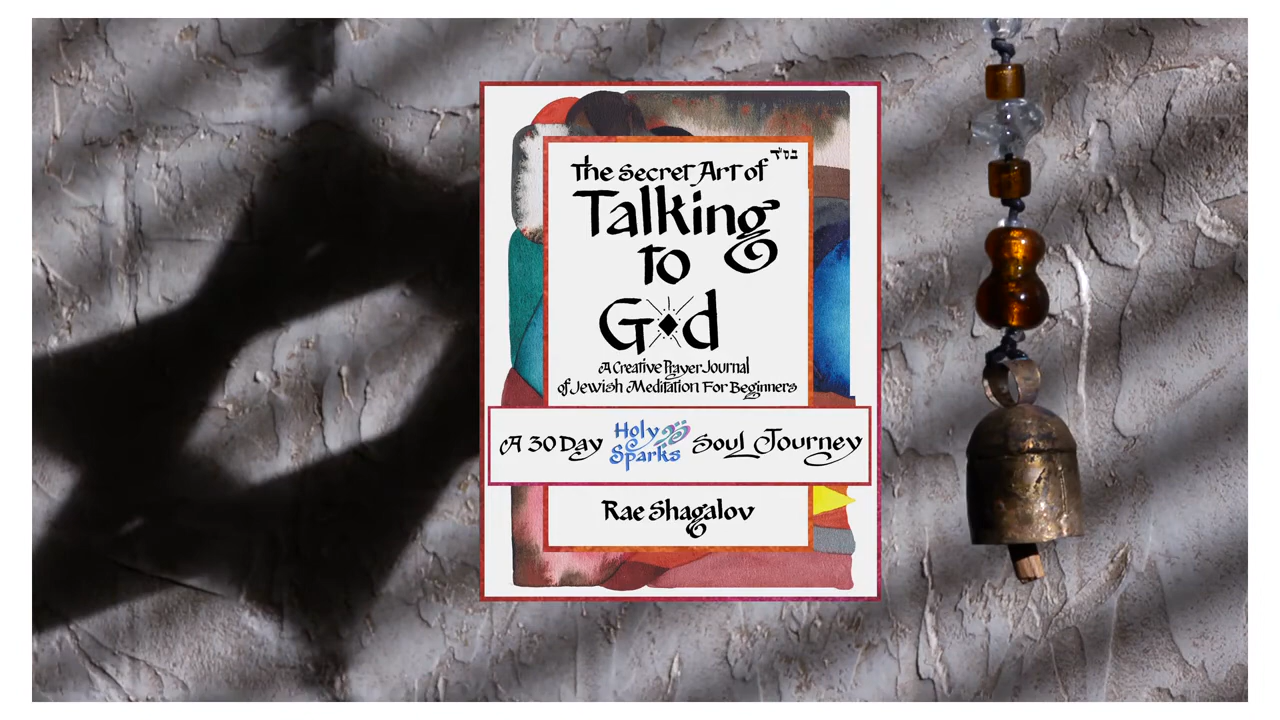 בס"ד
The Secret Art of
Talking
to
G d
A Creative Prayer Journal
of Jewish Meditation For Beginners
A 30 Day Holy Sparks Soul Journey
Rae Shagalov